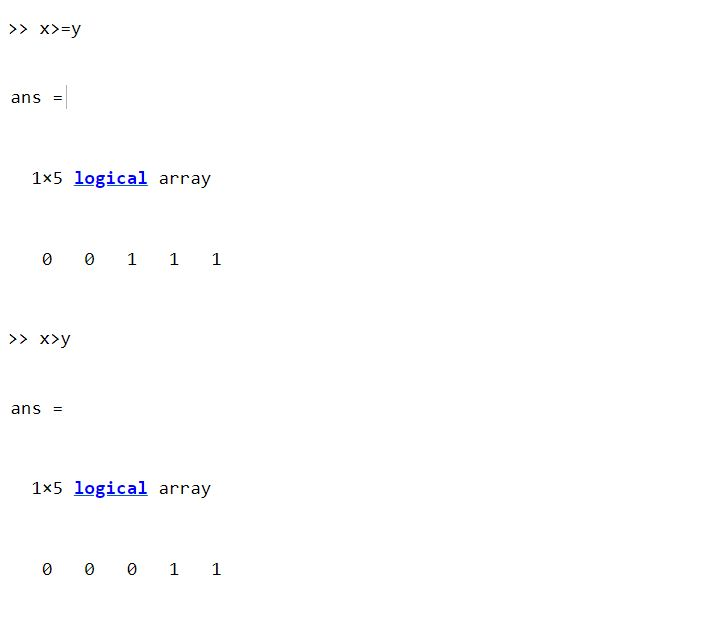 >> x>=y
ans =
1×5 logical array
0 0 1 1 1
>> x>y
ans =
1×5 logical array
0 0 0 1 1